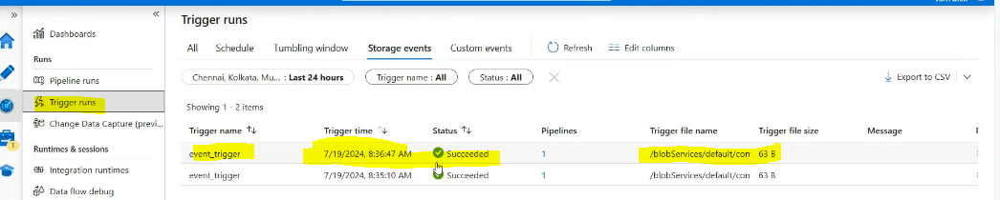 Trigger runs
Dashboards
All Schedule Tumbling window Storage events Custom events Refresh Edit columns
Runs
Pipeline runs
Chennai, Kolkata, Mu... : Last 24 hours Trigger name : All Status : All Export to CSV
Trigger runs
Showing 1 - 2 items
Change Data Capture (previ...
Trigger name Trigger time Status Pipelines Trigger file name Trigger file size Message
Runtimes & sessions
event_trigger 7/19/2024, 8:36:47 AM Succeeded 1 /blobServices/default/con 63 B
Integration runtimes
event_trigger 7/19/2024, 8:35:10 AM Succeeded 1 /blobServices/default/con 63 B
Data flow debug
1